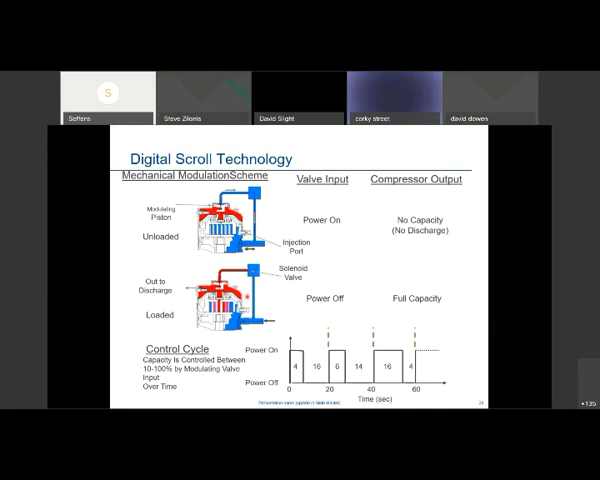 S
Seffens
Steve Zilonis
David Slight
corky street
david dowen
Digital Scroll Technology
Mechanical ModulationScheme
Valve Input
Compressor Output
Modulating
Piston
Unloaded
Injection
Port
Power On
No Capacity
(No Discharge)
Solenoid
Valve
Out to
Discharge
Loaded
Power Off
Full Capacity
Control Cycle
Capacity Is Controlled Between
10-100% by Modulating Valve
Input
Over Time
Power On
Power Off
4
16
6
14
16
4
0
20
40
60
Time (sec)
+135